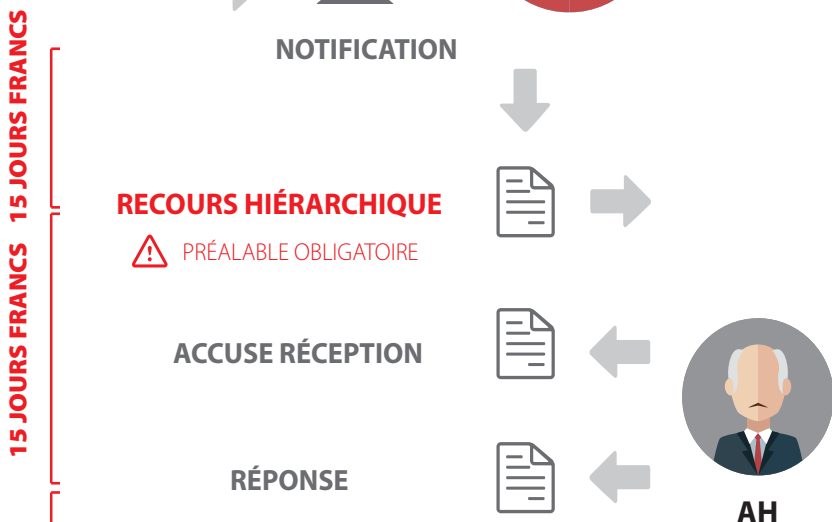 15 JOURS FRANCS
NOTIFICATION
RECOURS HIÉRARCHIQUE
PRÉALABLE OBLIGATOIRE
15 JOURS FRANCS
ACCUSE RÉCEPTION
RÉPONSE
AH